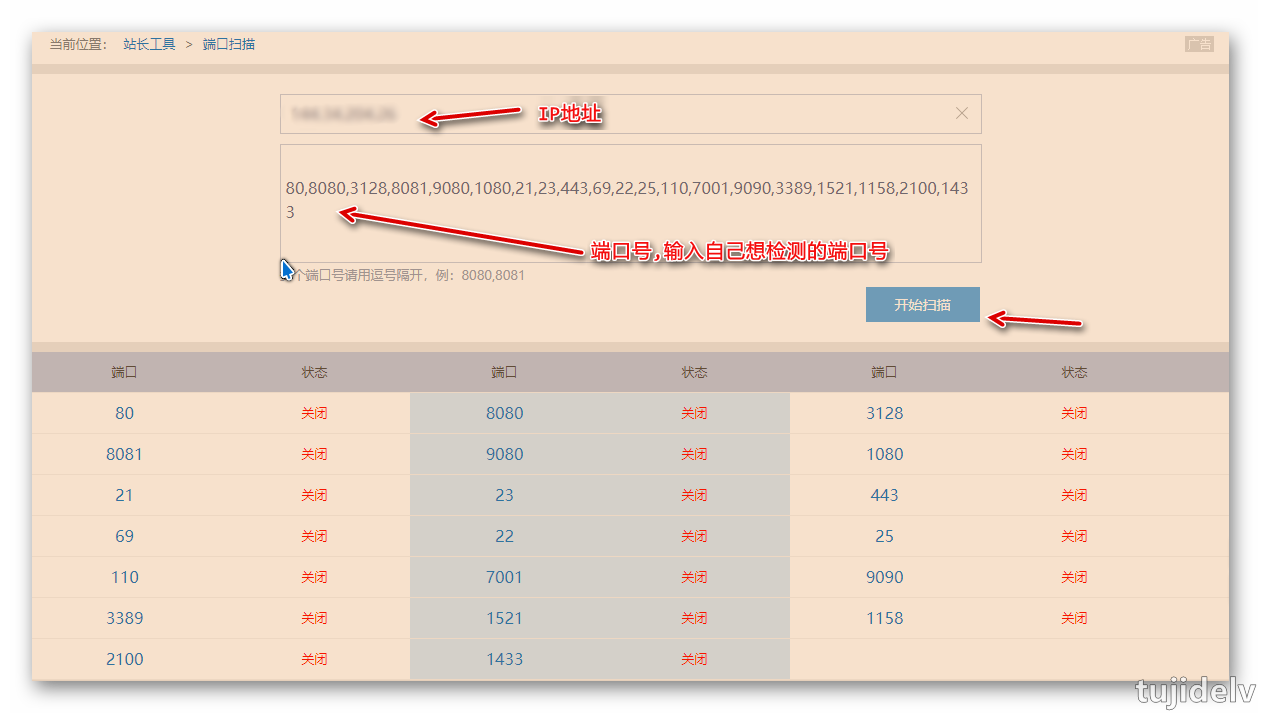 当前位置： 站长工具 > 端口扫描
广告
IP地址
80,8080,3128,8081,9080,1080,21,23,443,69,22,25,110,7001,9090,3389,1521,1158,2100,143
3
端口号,输入自己想检测的端口号
个端口号请用逗号隔开，例：8080,8081
开始扫描
端口 状态 端口 状态 端口 状态
80 关闭 8080 关闭 3128 关闭
8081 关闭 9080 关闭 1080 关闭
21 关闭 23 关闭 443 关闭
69 关闭 22 关闭 25 关闭
110 关闭 7001 关闭 9090 关闭
3389 关闭 1521 关闭 1158 关闭
2100 关闭 1433 关闭
tujidelv